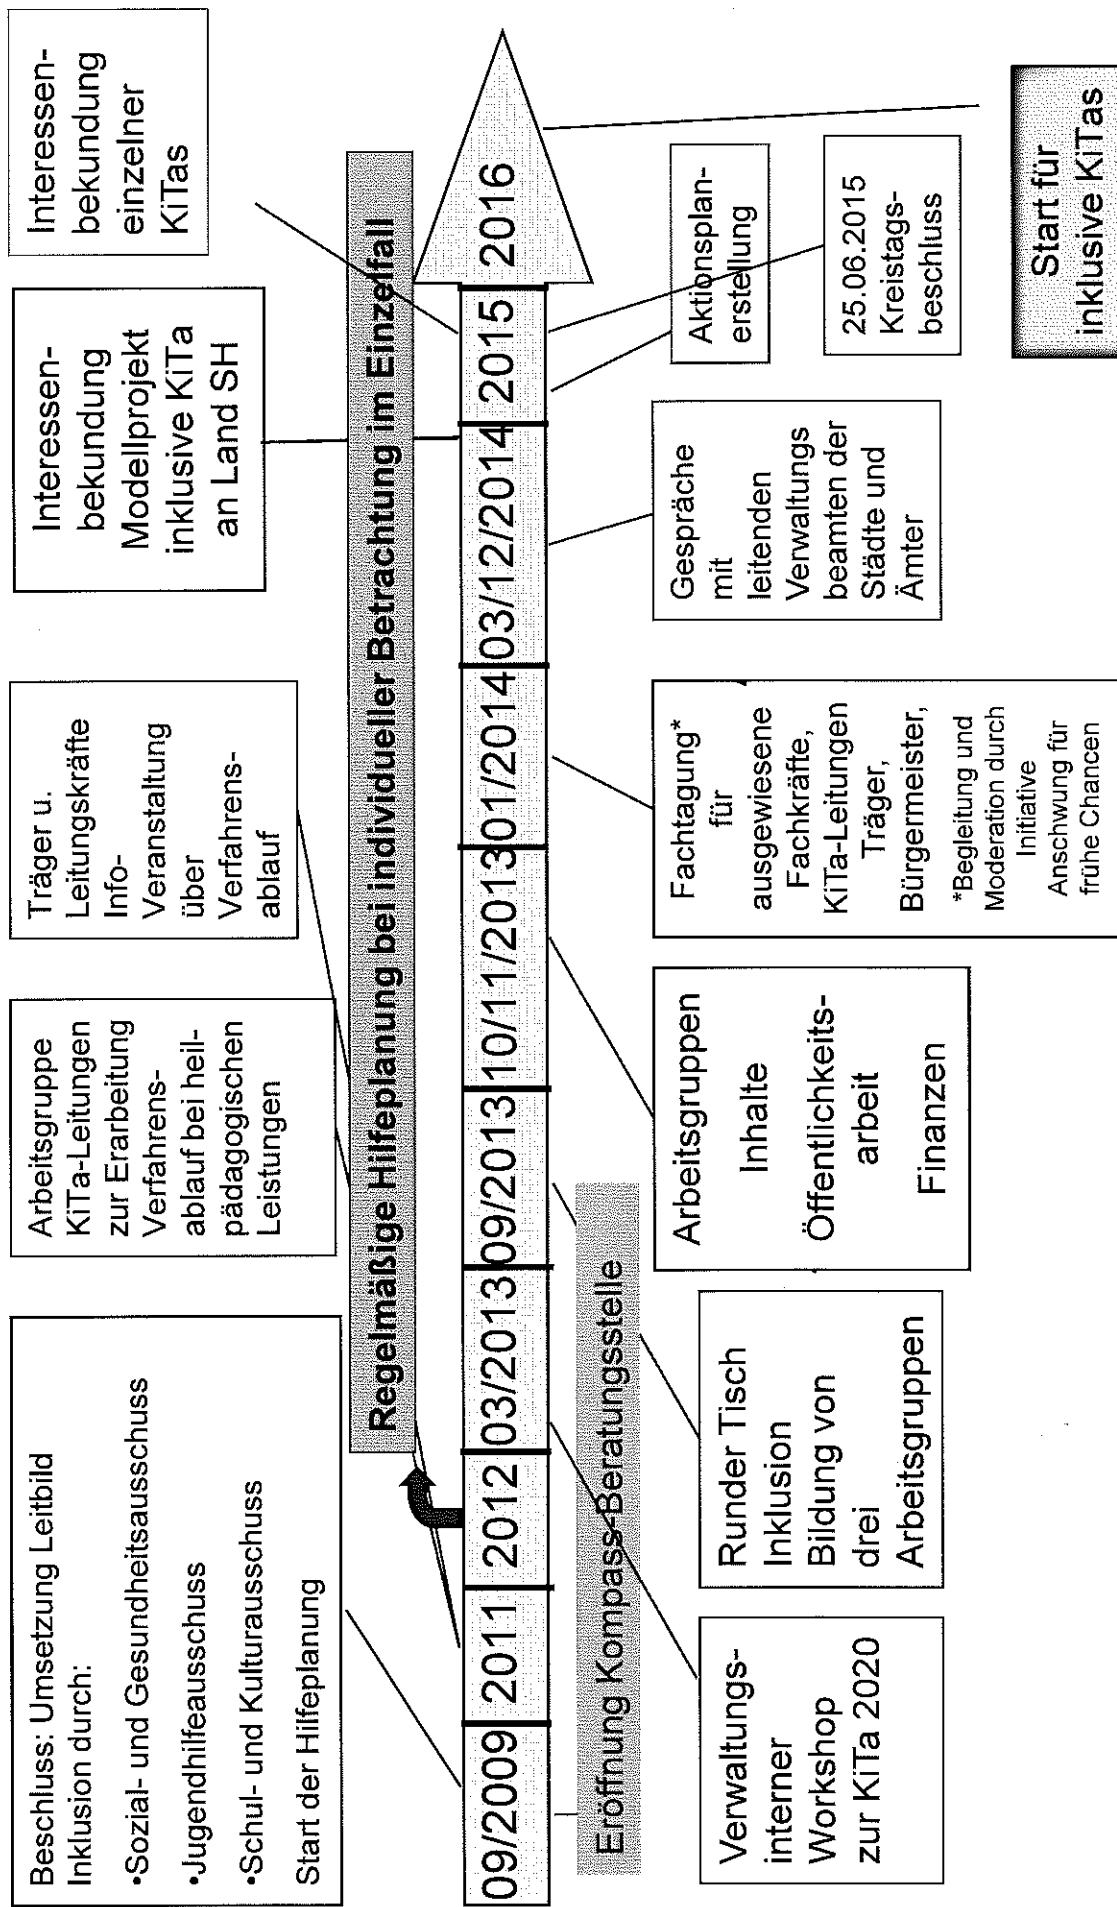 Beschluss: Umsetzung Leitbild
Inklusion durch:
•Sozial- und Gesundheitsausschuss
•Jugendhilfeausschuss
•Schul- und Kulturausschuss
Start der Hilfeplanung
Arbeitsgruppe
KiTa-Leitungen
zur Erarbeitung
Verfahrens-
ablauf bei heil-
pädagogischen
Leistungen
Träger u.
Leitungskräfte
Info-
Veranstaltung
über
Verfahrens-
ablauf
Interessen-
bekundung
Modellprojekt
inklusive KiTa
an Land SH
Interessen-
bekundung
einzelner
KiTas
Regelmäßige Hilfeplanung bei individueller Betrachtung im Einzelfall
09/2009
2011
2012
03/2013
09/2013
10/11/2013
01/2014
03/12/2014
2015
2016
Eröffnung Kompass-Beratungsstelle
Verwaltungs-
interner
Workshop
zur KiTa 2020
Runder Tisch
Inklusion
Bildung von
drei
Arbeitsgruppen
Arbeitsgruppen
Inhalte
Öffentlichkeits-
arbeit
Finanzen
Fachtagung*
für
ausgewiesene
Fachkräfte,
KiTa-Leitungen
Träger,
Bürgermeister,
*Begleitung und
Moderation durch
Initiative
Anschwung für
frühe Chancen
Gespräche
mit
leitenden
Verwaltungs
beamten der
Städte und
Ämter
Aktionsplan-
erstellung
25.06.2015
Kreistags-
beschluss
Start für
inklusive KiTas